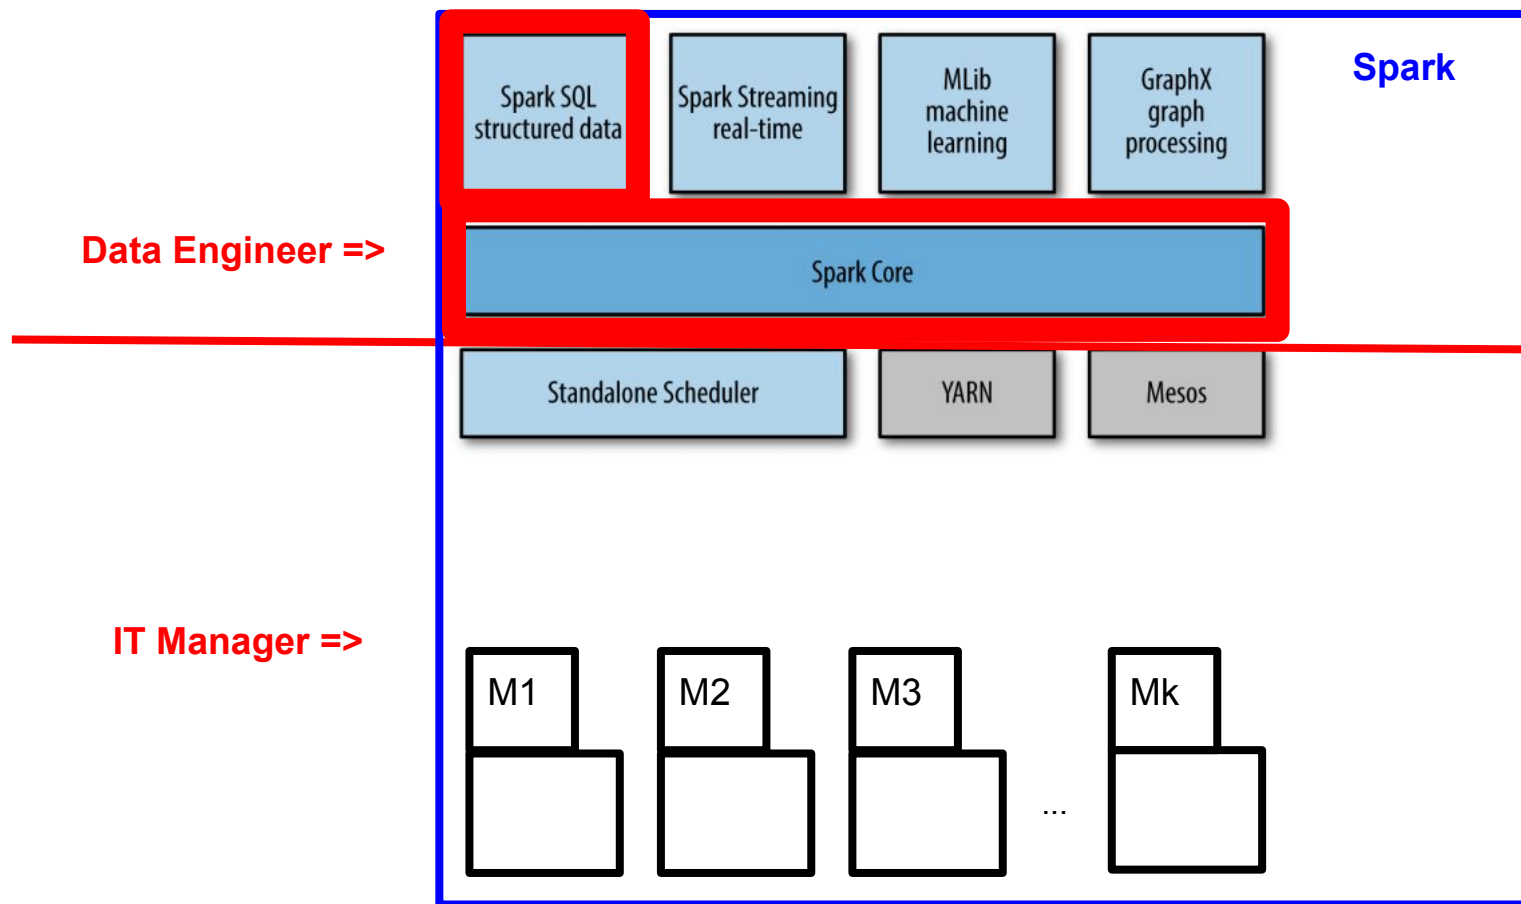 Spark
Spark SQL
structured data
Spark Streaming
real-time
MLib
machine
learning
GraphX
graph
processing
Data Engineer =>
Spark Core
Standalone Scheduler
YARN
Mesos
IT Manager =>
M1
M2
M3
Mk
...